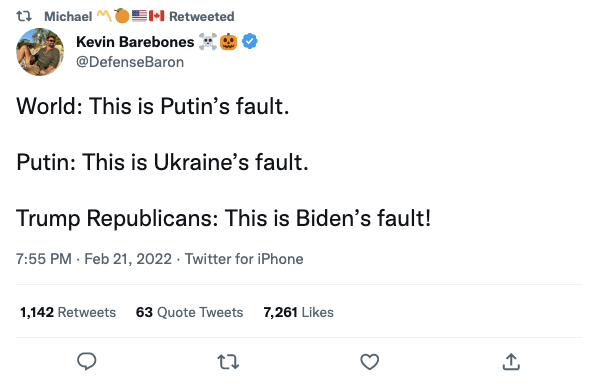 Michael Retweeted
Kevin Barebones
@DefenseBaron
World: This is Putin’s fault.
Putin: This is Ukraine’s fault.
Trump Republicans: This is Biden’s fault!
7:55 PM · Feb 21, 2022 · Twitter for iPhone
1,142 Retweets 63 Quote Tweets 7,261 Likes